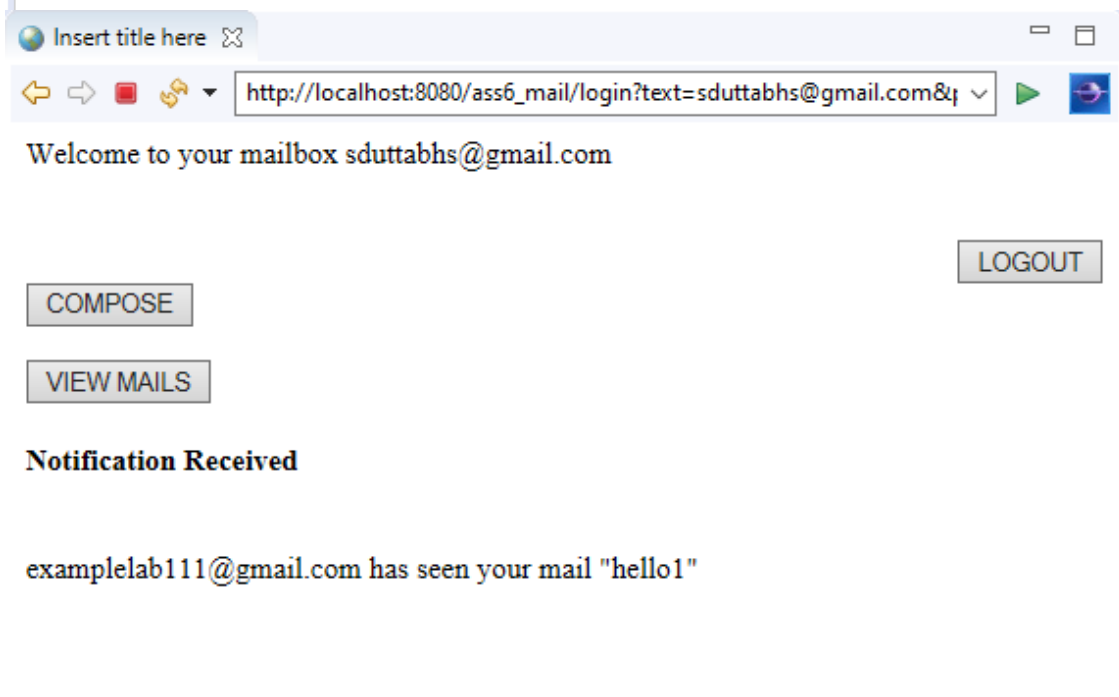 Insert title here
http://localhost:8080/ass6_mail/login?text=sduttabhs@gmail.com&
Welcome to your mailbox sduttabhs@gmail.com
LOGOUT
COMPOSE
VIEW MAILS
Notification Received
examplelab111@gmail.com has seen your mail "hello1"